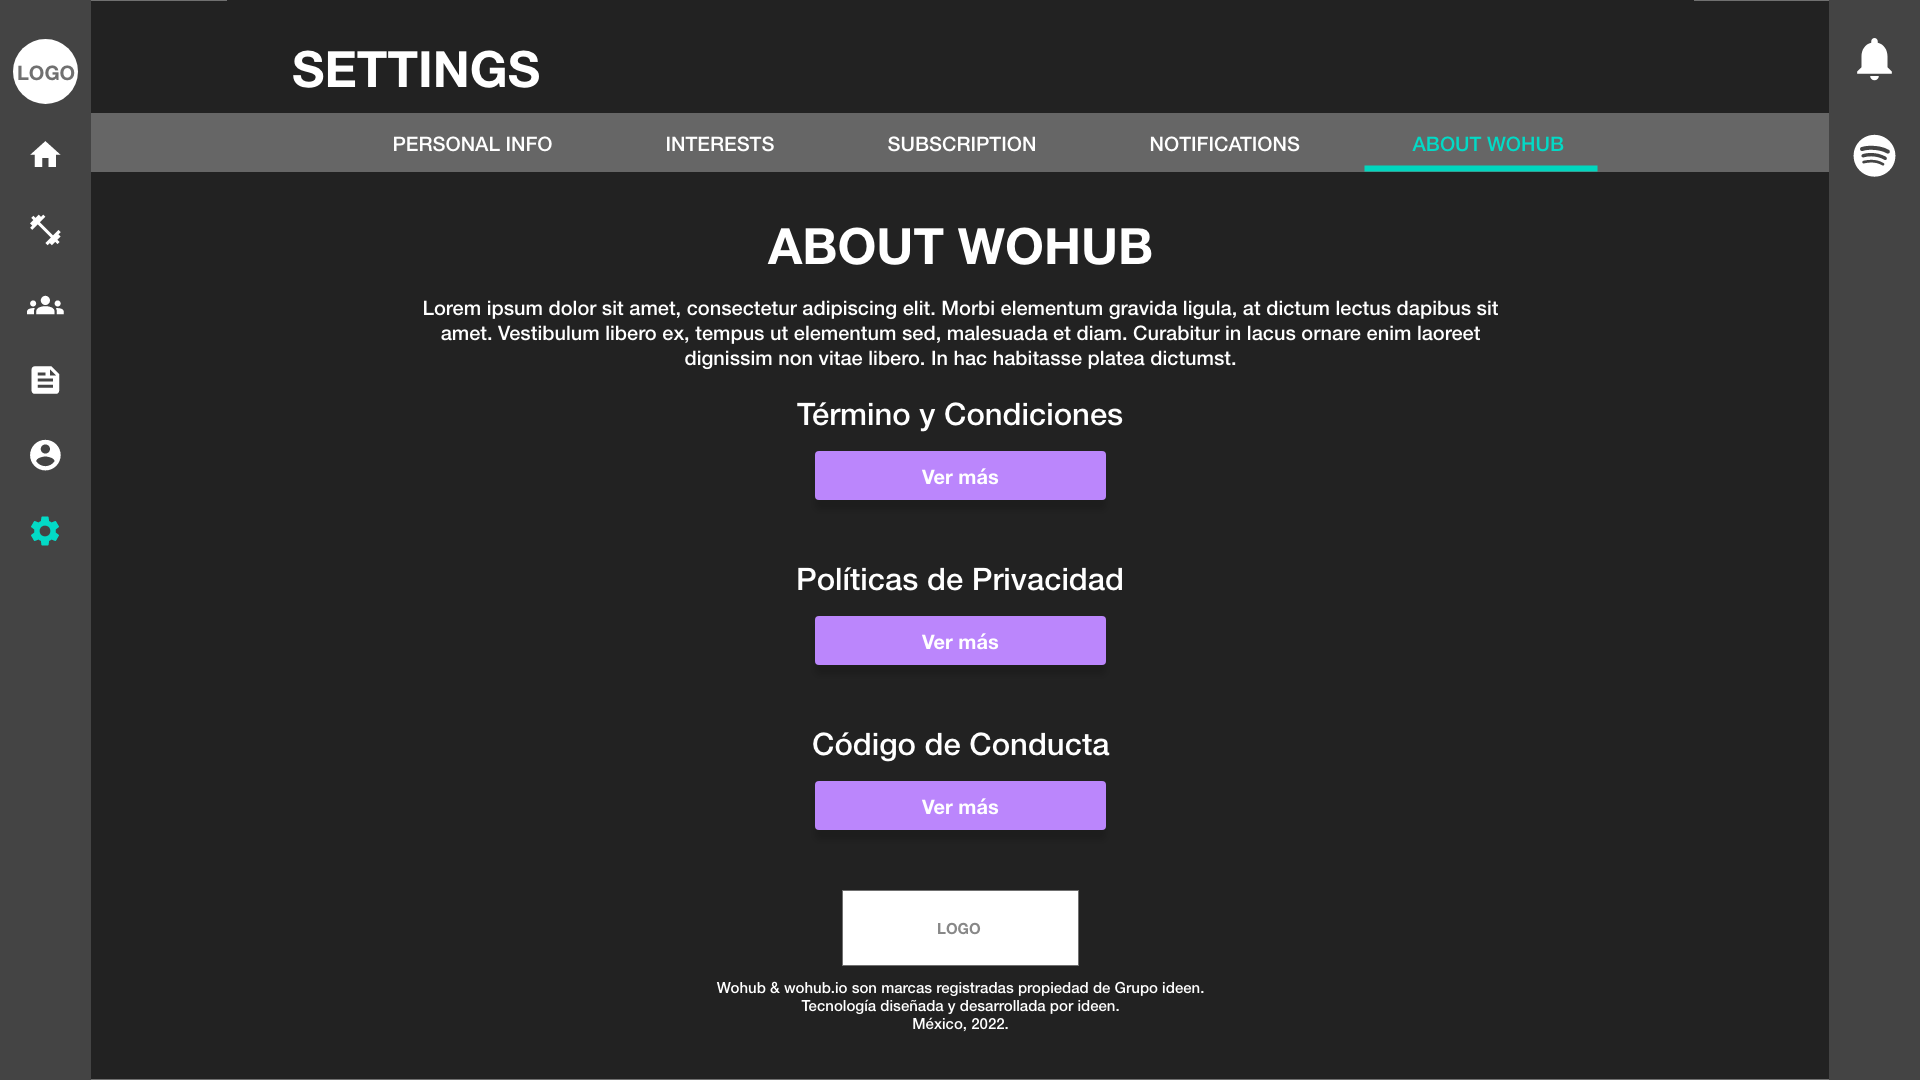 LOGO
SETTINGS
PERSONAL INFO
INTERESTS
SUBSCRIPTION
NOTIFICATIONS
ABOUT WOHUB
ABOUT WOHUB
Lorem ipsum dolor sit amet, consectetur adipiscing elit. Morbi elementum gravida ligula, at dictum lectus dapibus sit
amet. Vestibulum libero ex, tempus ut elementum sed, malesuada et diam. Curabitur in lacus ornare enim laoreet
dignissim non vitae libero. In hac habitasse platea dictumst.
Término y Condiciones
Ver más
Políticas de Privacidad
Ver más
Código de Conducta
Ver más
LOGO
Wohub & wohub.io son marcas registradas propiedad de Grupo ideen.
Tecnología diseñada y desarrollada por ideen.
México, 2022.